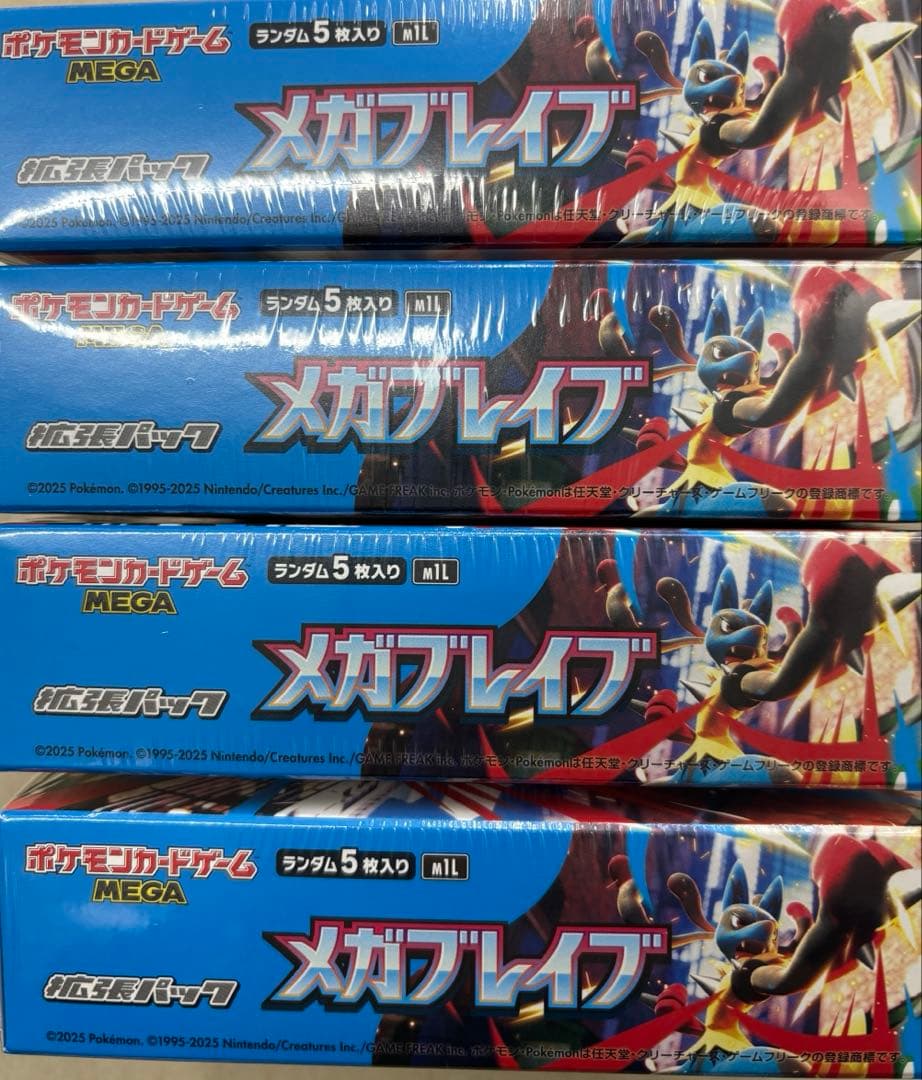 ポケモンカードゲーム
MEGA
ランダム5枚入り M1L
メガブレイブ
拡張パック
©2025 Pokémon. ©1995-2025 Nintendo/Creatures Inc./G ン・Pokémonは任天堂・クリーチャーズ・ゲームフリークの登録商標です。
ポケモンカードゲーム
MEGA
ランダム5枚入り M1L
メガブレイブ
拡張パック
©2025 Pokémon. ©1995-2025 Nintendo/Creatures Inc./GAME FREAK inc. ポケモン・Pokémonは任天堂・クリーチャーズ・ゲームフリークの登録商標です。
ポケモンカードゲーム
MEGA
ランダム5枚入り M1L
メガブレイブ
拡張パック
©2025 Pokémon. ©1995-2025 Nintendo/Creatures Inc./GAME FREAK inc. ポケモン・Pokémonは任天堂・クリーチャーズ・ゲームフリークの登録商標です。
ポケモンカードゲーム
MEGA
ランダム5枚入り M1L
メガブレイブ
拡張パック
©2025 Pokémon. ©1995-2025 Nintendo/Creatures Inc./GAME FREAK inc. ポケモン・Pokémonは任天堂・クリーチャーズ・ゲームフリークの登録商標です。